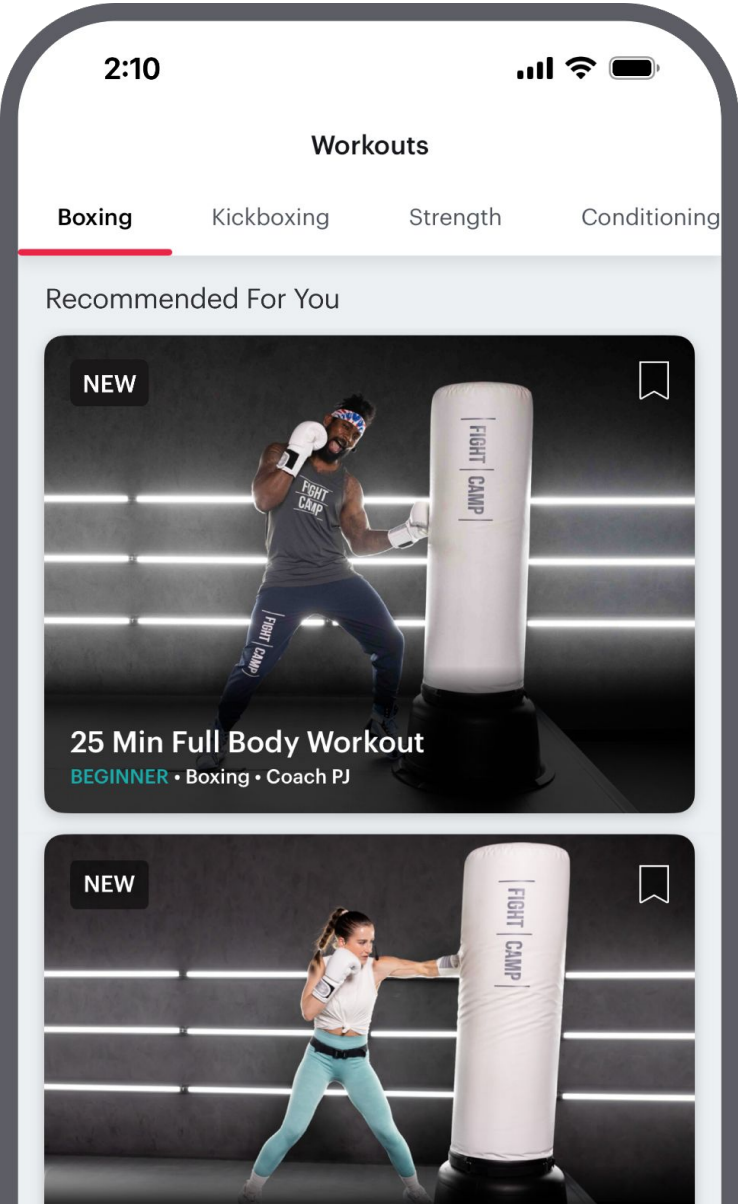 2:10
Workouts
Boxing Kickboxing Strength Conditioning
Recommended For You
NEW
FIGHT CAMP
FIGHT
CAMP
FIGHT CAMP
25 Min Full Body Workout
BEGINNER • Boxing • Coach PJ
NEW
FIGHT CAMP